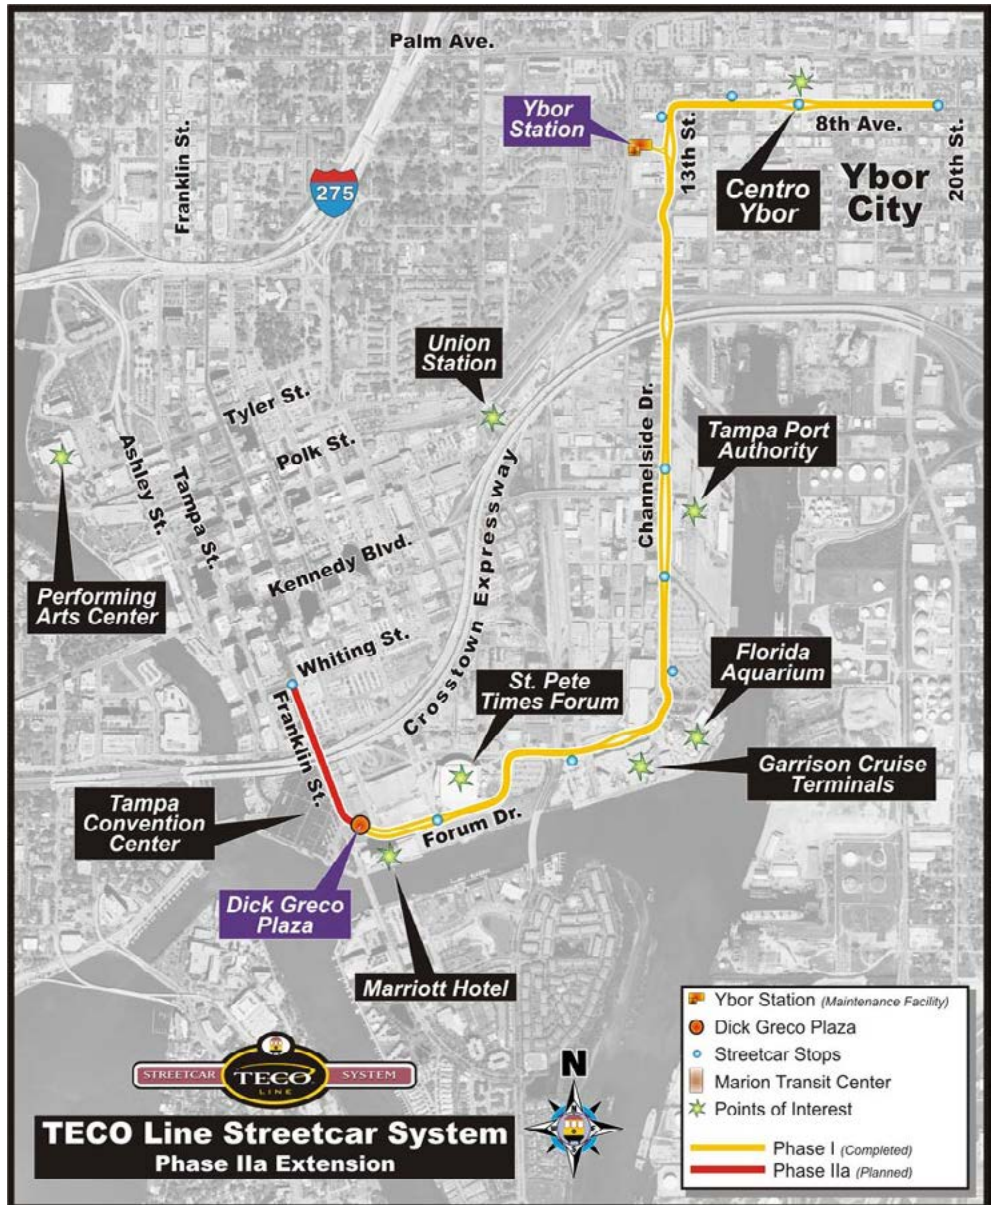 Palm Ave.
Franklin St.
275
Ybor
Station
13th St.
8th Ave.
20th St.
Centro
Ybor
Ybor
City
Union
Station
Tyler St.
Polk St.
Ashley St.
Tampa St.
Kennedy Blvd.
Crosstown Expressway
Channelside Dr.
Tampa Port
Authority
Performing
Arts Center
Whiting St.
Franklin St.
St. Pete
Times Forum
Florida
Aquarium
Garrison Cruise
Terminals
Tampa
Convention
Center
Forum Dr.
Dick Greco
Plaza
Marriott Hotel
STREETCAR TECO SYSTEM
LINE
TECO Line Streetcar System
Phase IIa Extension
N
Ybor Station (Maintenance Facility)
Dick Greco Plaza
Streetcar Stops
Marion Transit Center
Points of Interest
Phase I (Completed)
Phase IIa (Planned)